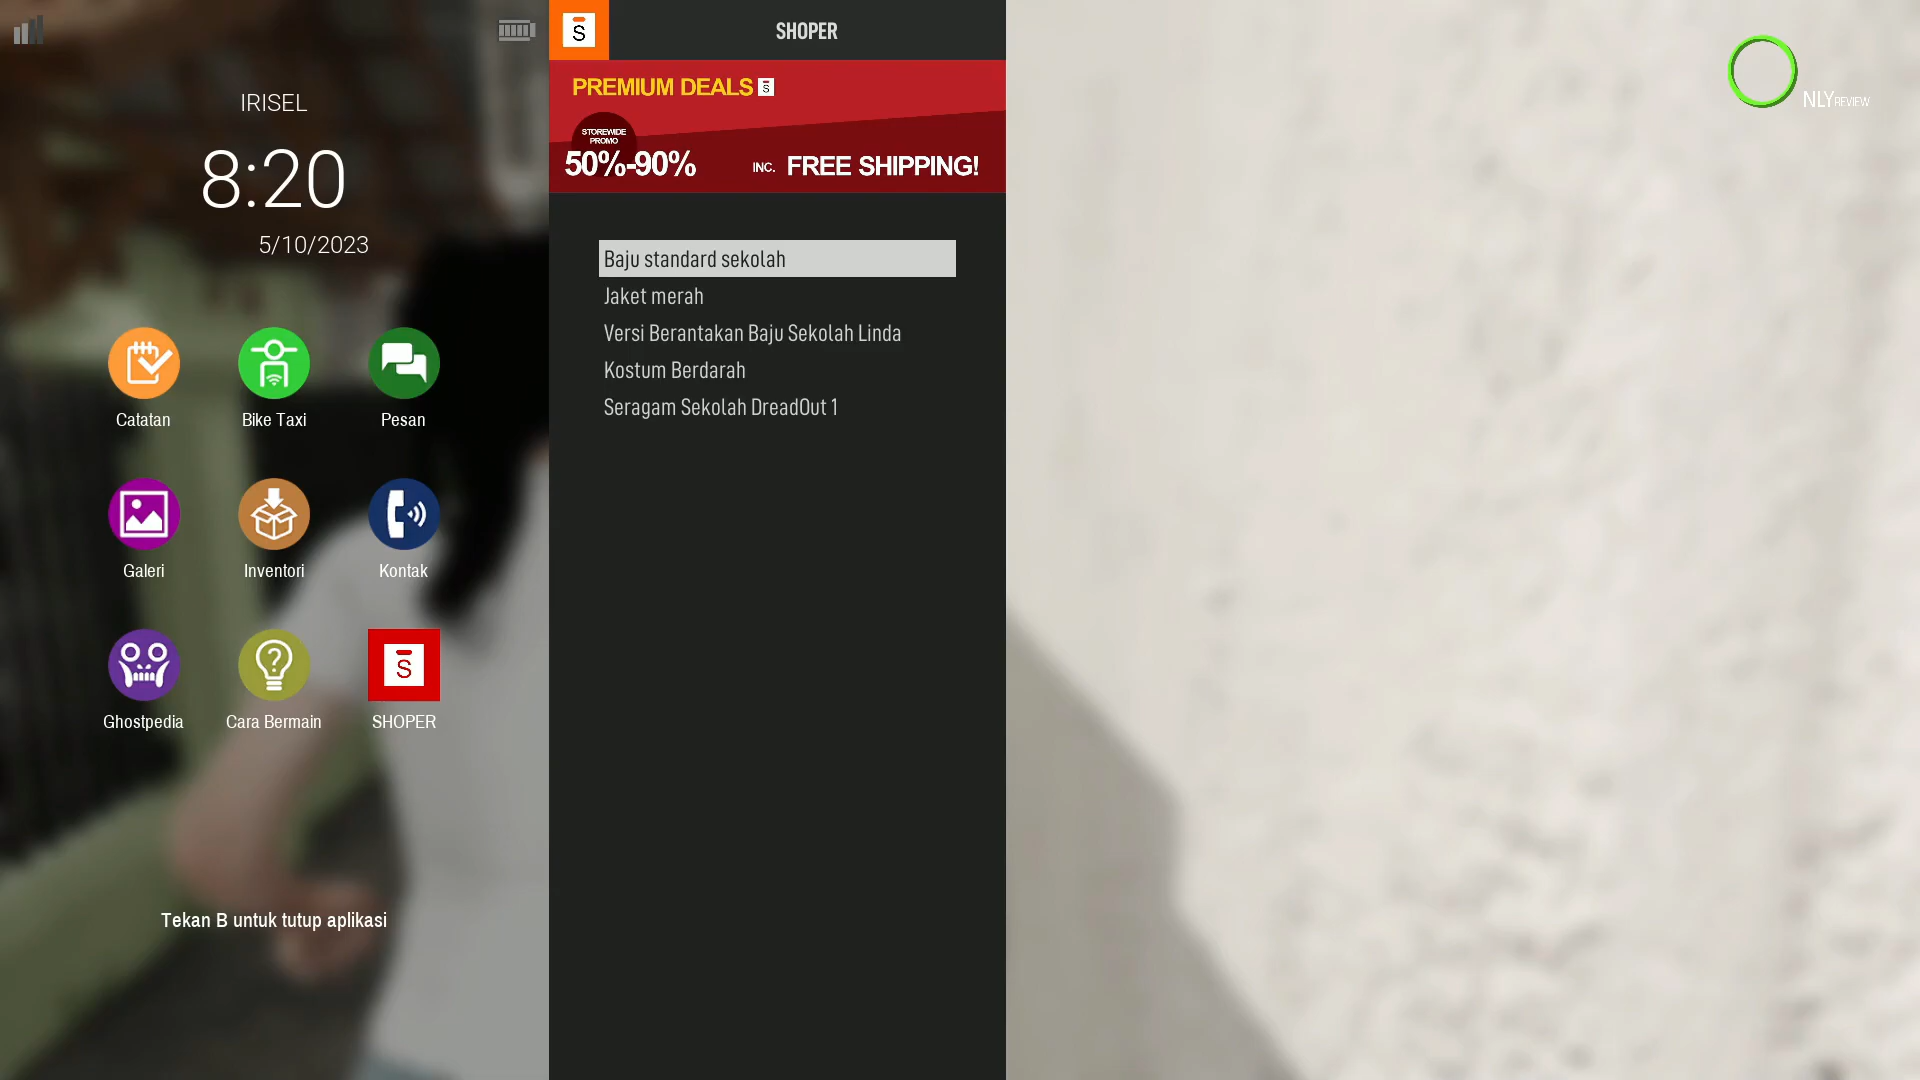 IRISEL
8:20
5/10/2023
Catatan
Bike Taxi
Pesan
Galeri
Inventori
Kontak
Ghostpedia
Cara Bermain
S
SHOPER
Tekan B untuk tutup aplikasi
S
SHOPER
PREMIUM DEALS S
STOREWIDE
PROMO
50%-90%
INC. FREE SHIPPING!
Baju standard sekolah
Jaket merah
Versi Berantakan Baju Sekolah Linda
Kostum Berdarah
Seragam Sekolah DreadOut 1
NLY REVIEW